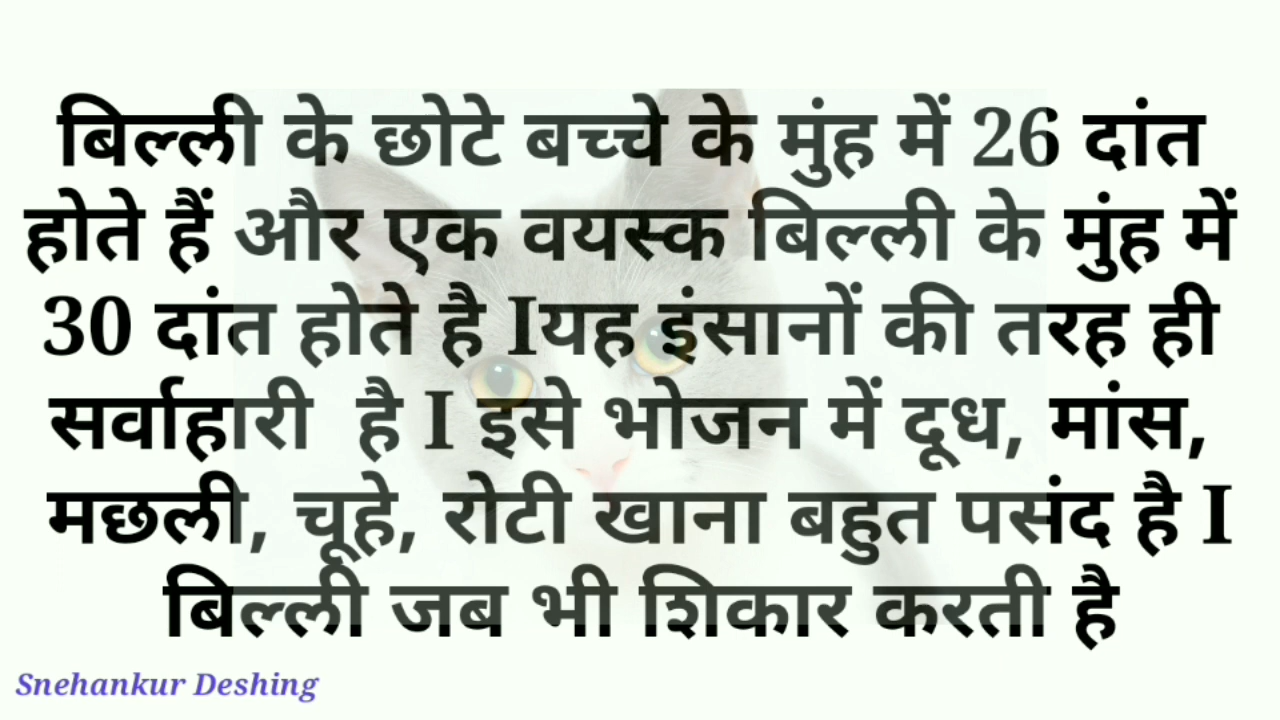 बिल्ली के छोटे बच्चे के मुंह में 26 दांत
होते हैं और एक वयस्क बिल्ली के मुंह में
30 दांत होते है Iयह इंसानों की तरह ही
सर्वाहारी है I इसे भोजन में दूध, मांस,
मछली, चूहे, रोटी खाना बहुत पसंद है I
बिल्ली जब भी शिकार करती है
Snehankur Deshing